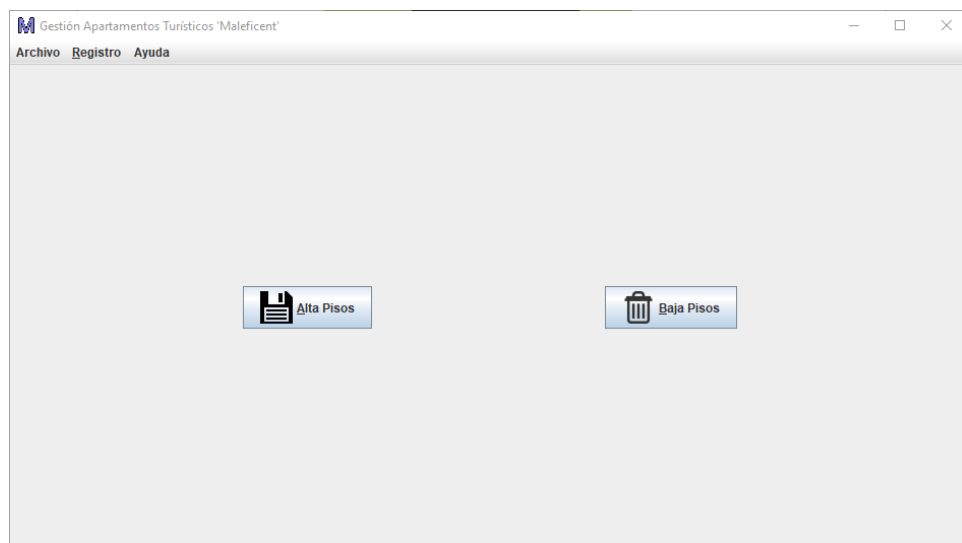 Gestión Apartamentos Turísticos 'Maleficent'
Archivo Registro Ayuda
Alta Pisos Baja Pisos